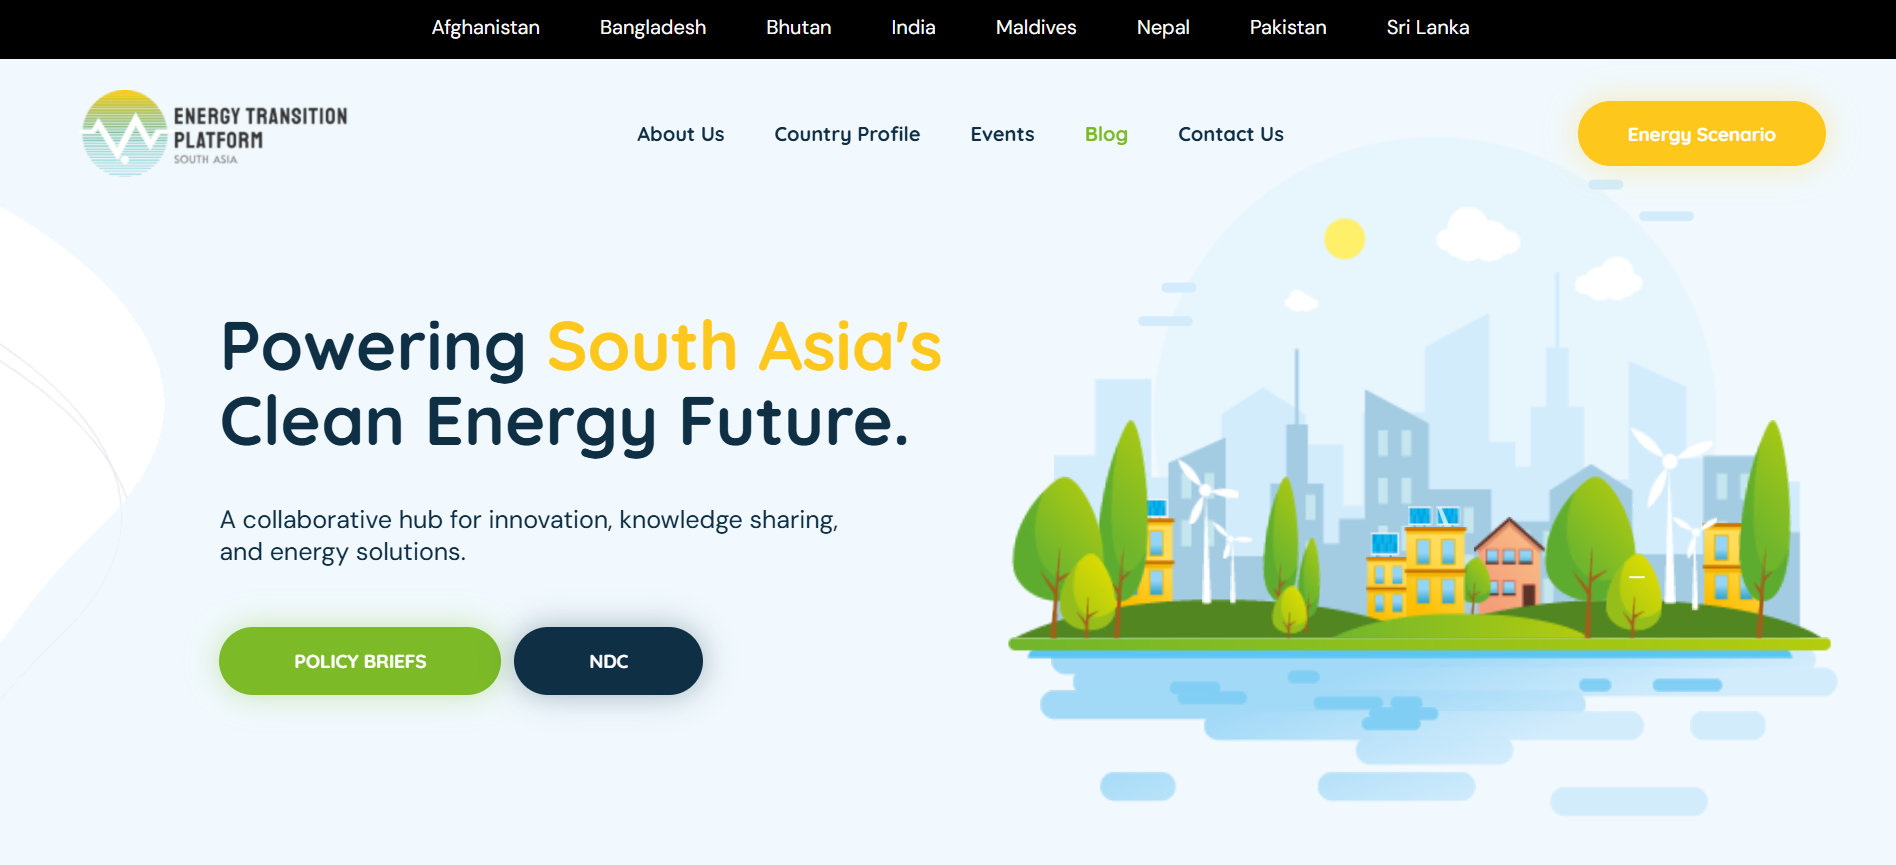 Afghanistan Bangladesh Bhutan India Maldives Nepal Pakistan Sri Lanka
ENERGY TRANSITION
PLATFORM
SOUTH ASIA
About Us Country Profile Events Blog Contact Us
Energy Scenario
Powering South Asia's
Clean Energy Future.
A collaborative hub for innovation, knowledge sharing,
and energy solutions.
POLICY BRIEFS NDC